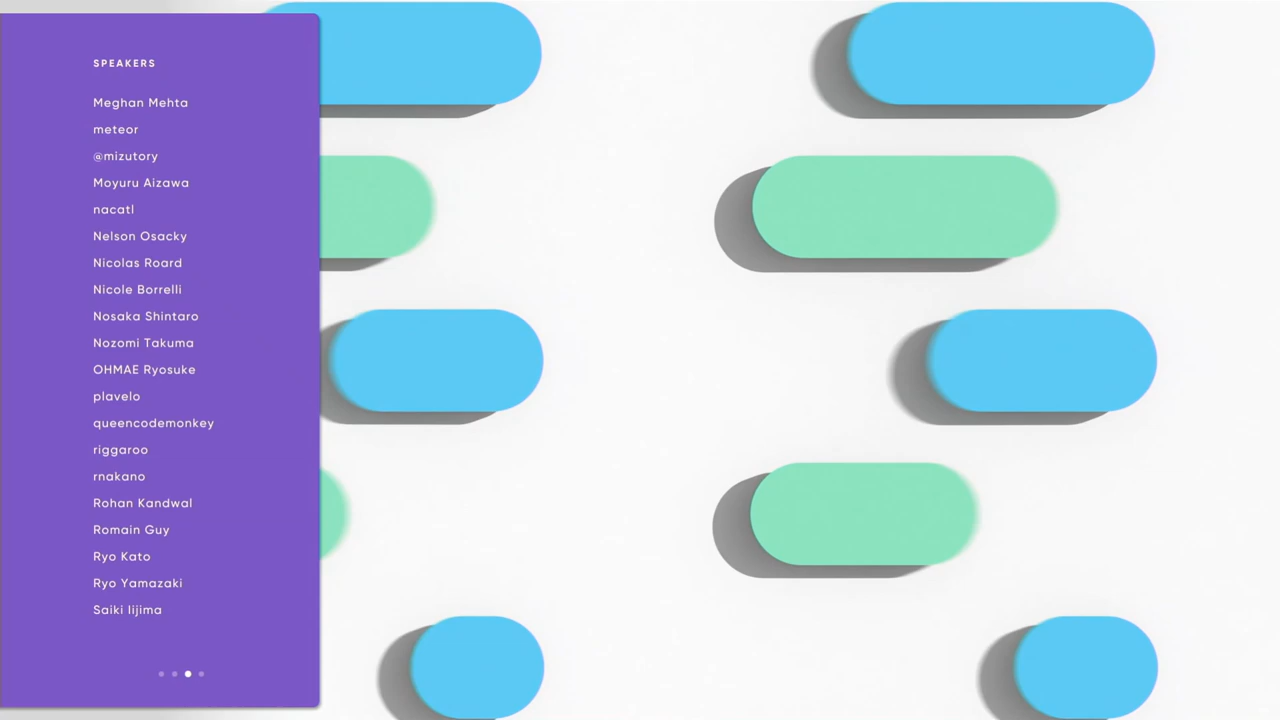 SPEAKERS
Meghan Mehta
meteor
@mizutory
Moyuru Aizawa
nacatl
Nelson Osacky
Nicolas Roard
Nicole Borrelli
Nosaka Shintaro
Nozomi Takuma
OHMAE Ryosuke
plavelo
queencodemonkey
riggaroo
rnakano
Rohan Kandwal
Romain Guy
Ryo Kato
Ryo Yamazaki
Saiki Iijima